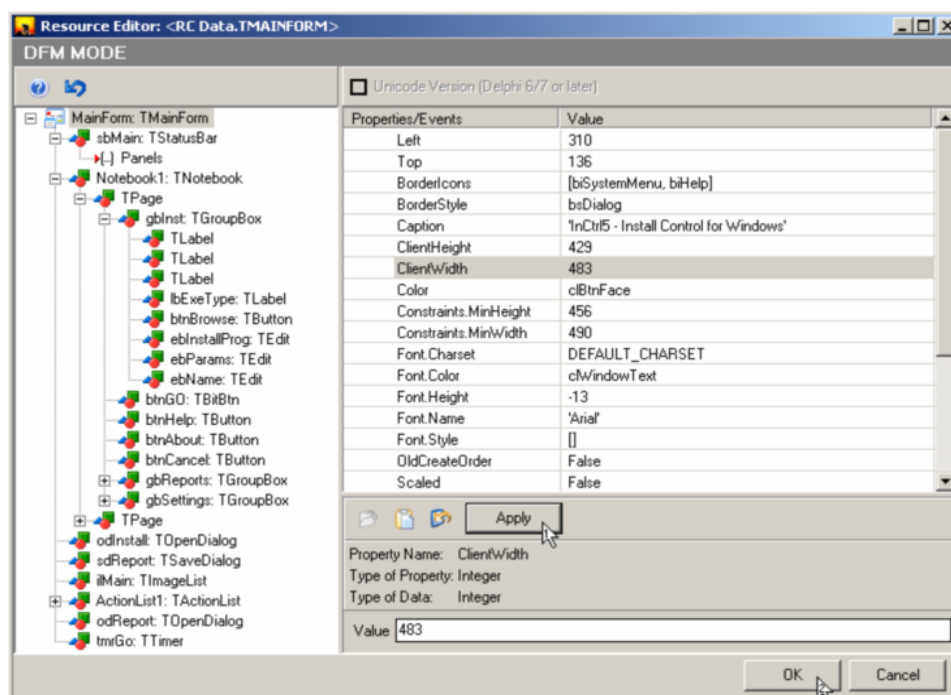 Resource Editor: <RC Data.TMAINFORM>
DFM MODE
Unicode Version (Delphi 6/7 or later)
MainForm: TMainForm
sbMain: TStatusBar
Panels
Notebook1: TNotebook
TPage
gbInst: TGroupBox
TLabel
TLabel
TLabel
lbExeType: TLabel
btnBrowse: TButton
ebInstallProg: TEdit
ebParams: TEdit
ebName: TEdit
btnGO: TBitBtn
btnHelp: TButton
btnAbout: TButton
btnCancel: TButton
gbReports: TGroupBox
gbSettings: TGroupBox
TPage
odInstall: TOpenDialog
sdReport: TSaveDialog
ilMain: TImageList
ActionList1: TActionList
odReport: TOpenDialog
tmrGo: TTimer
Properties/Events Value
Left 310
Top 136
BorderIcons [biSystemMenu, biHelp]
BorderStyle bsDialog
Caption 'InCtrl5 - Install Control for Windows'
ClientHeight 429
ClientWidth 483
Color clBtnFace
Constraints.MinHeight 456
Constraints.MinWidth 490
Font.Charset DEFAULT_CHARSET
Font.Color clWindowText
Font.Height -13
Font.Name 'Arial'
Font.Style []
OldCreateOrder False
Scaled False
Apply
1
Property Name: ClientWidth
Type of Property: Integer
Type of Data: Integer
Value 483
OK Cancel
2